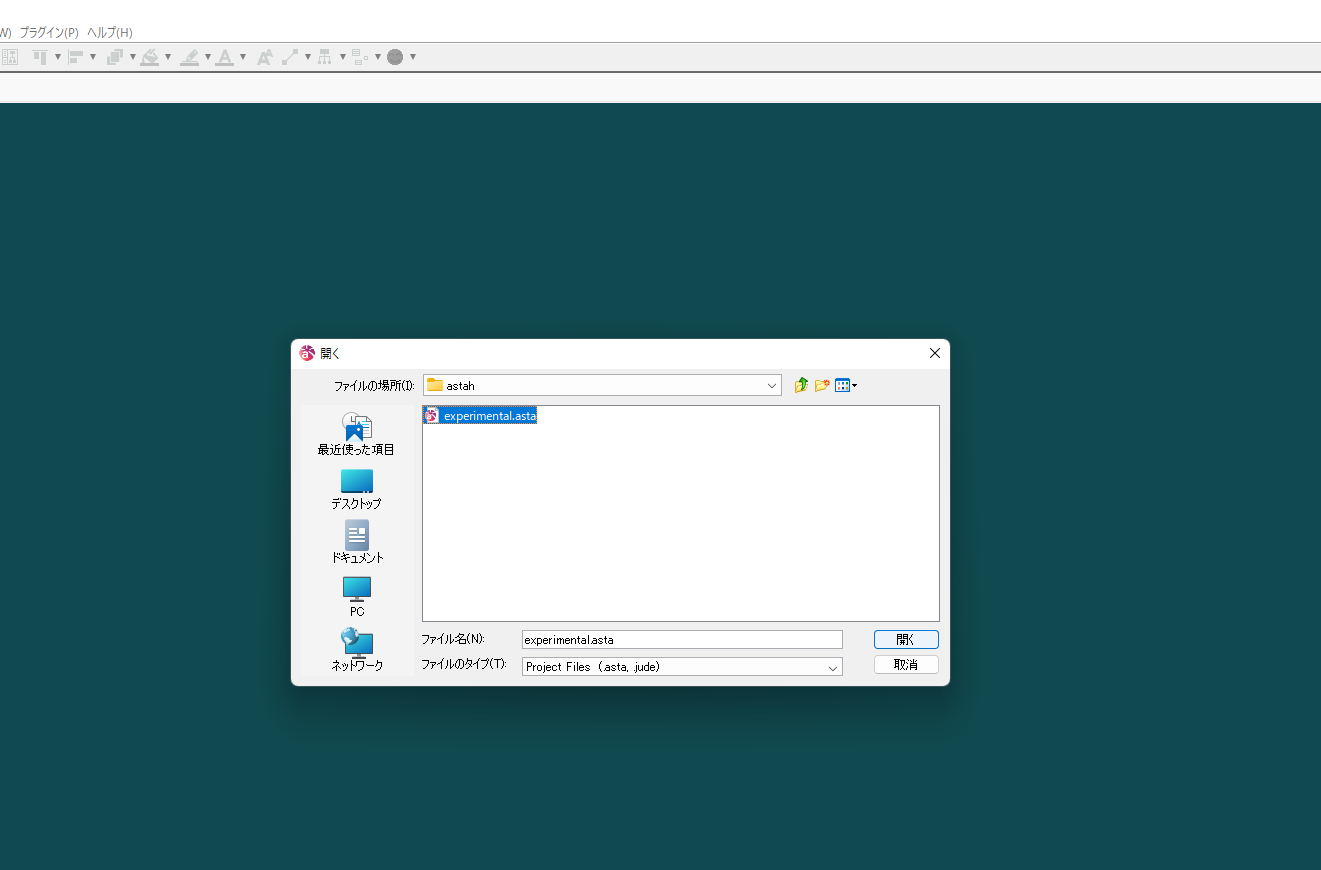 W) プラグイン(P) ヘルプ(H)
開く
ファイルの場所(I):
astah
experimental.asta
最近使った項目
デスクトップ
ドキュメント
PC
ネットワーク
ファイル名(N):
experimental.asta
開く
ファイルのタイプ(T):
Project Files (.asta, .jude)
取消